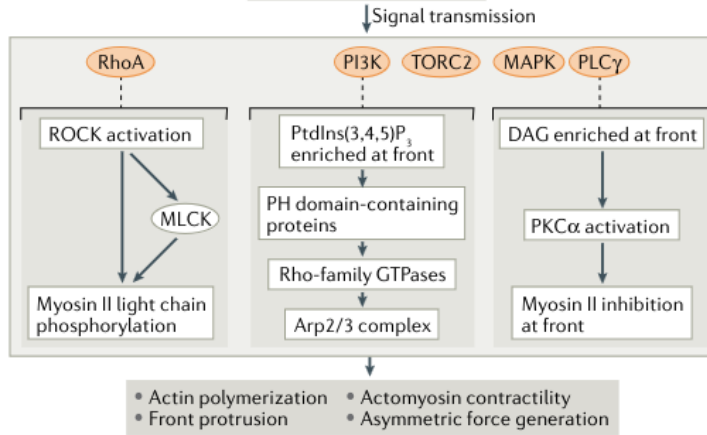 Signal transmission
RhoA
PI3K
TORC2
MAPK
PLCγ
ROCK activation
MLCK
Myosin II light chain
phosphorylation
PtdIns(3,4,5)P₃
enriched at front
PH domain-containing
proteins
Rho-family GTPases
Arp2/3 complex
DAG enriched at front
PKCα activation
Myosin II inhibition
at front
• Actin polymerization
• Front protrusion
• Actomyosin contractility
• Asymmetric force generation